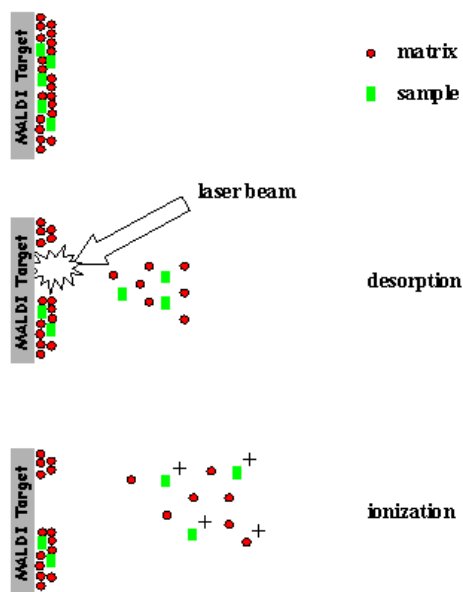 MALDI Target
matrix
sample
MALDI Target
laser beam
desorption
MALDI Target
+
+
+
+
ionization